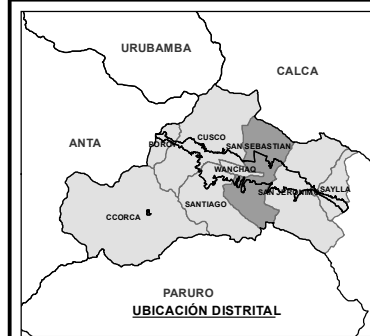 URUBAMBA
CALCA
ANTA
CUSCO
POROY
SAN SEBASTIAN
WANCHAQ
SAN JERONIMO
SAYLLA
SANTIAGO
CCORCA
PARURO
UBICACIÓN DISTRITAL